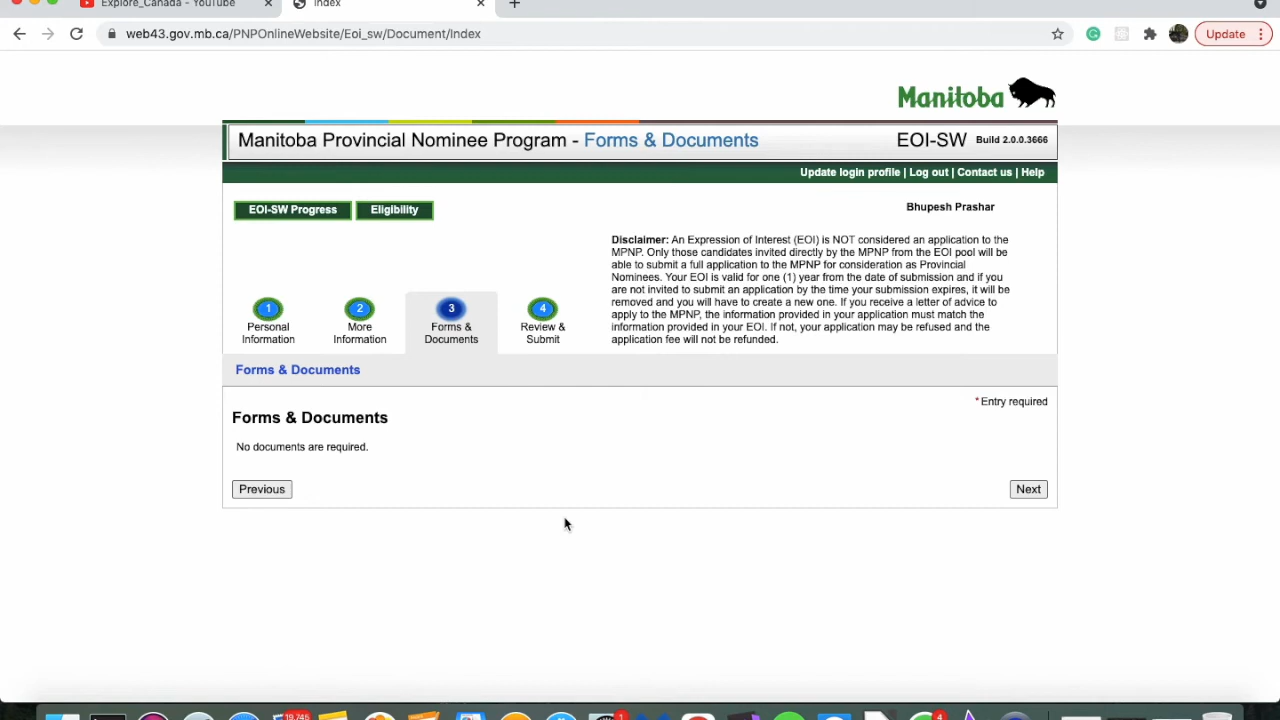 Explore_Canada - YouTube
Index
web43.gov.mb.ca/PNPOnlineWebsite/Eoi_sw/Document/Index
Update
Manitoba
Manitoba Provincial Nominee Program - Forms & Documents
EOI-SW Build 2.0.0.3666
Update login profile | Log out | Contact us | Help
EOI-SW Progress
Eligibility
Bhupesh Prashar
Disclaimer: An Expression of Interest (EOI) is NOT considered an application to the
MPNP. Only those candidates invited directly by the MPNP from the EOI pool will be
able to submit a full application to the MPNP for consideration as Provincial
Nominees. Your EOI is valid for one (1) year from the date of submission and if you
are not invited to submit an application by the time your submission expires, it will be
removed and you will have to create a new one. If you receive a letter of advice to
apply to the MPNP, the information provided in your application must match the
information provided in your EOI. If not, your application may be refused and the
application fee will not be refunded.
1
Personal
Information
2
More
Information
3
Forms &
Documents
4
Review &
Submit
Forms & Documents
*Entry required
Forms & Documents
No documents are required.
Previous
Next
19,745
1
4